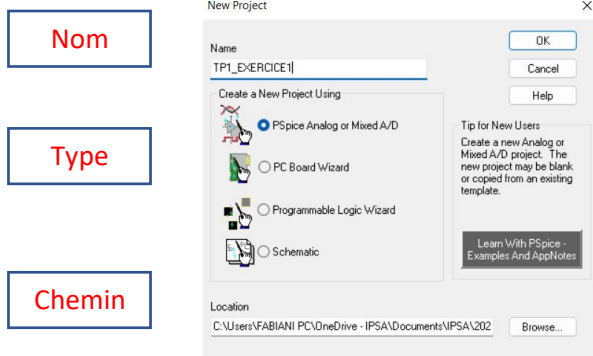 New Project
Nom
Name
OK
TP1_EXERCICE1
Cancel
Create a New Project Using
Help
PSpice Analog or Mixed A/D
Tip for New Users
Create a new Analog or
Mixed A/D project. The
new project may be blank
or copied from an existing
template.
Type
PC Board Wizard
Programmable Logic Wizard
Schematic
Learn With PSpice -
Examples And AppNotes
Chemin
Location
C:\Users\FABIANI PC\OneDrive - IPSA\Documents\IPSA\202
Browse...